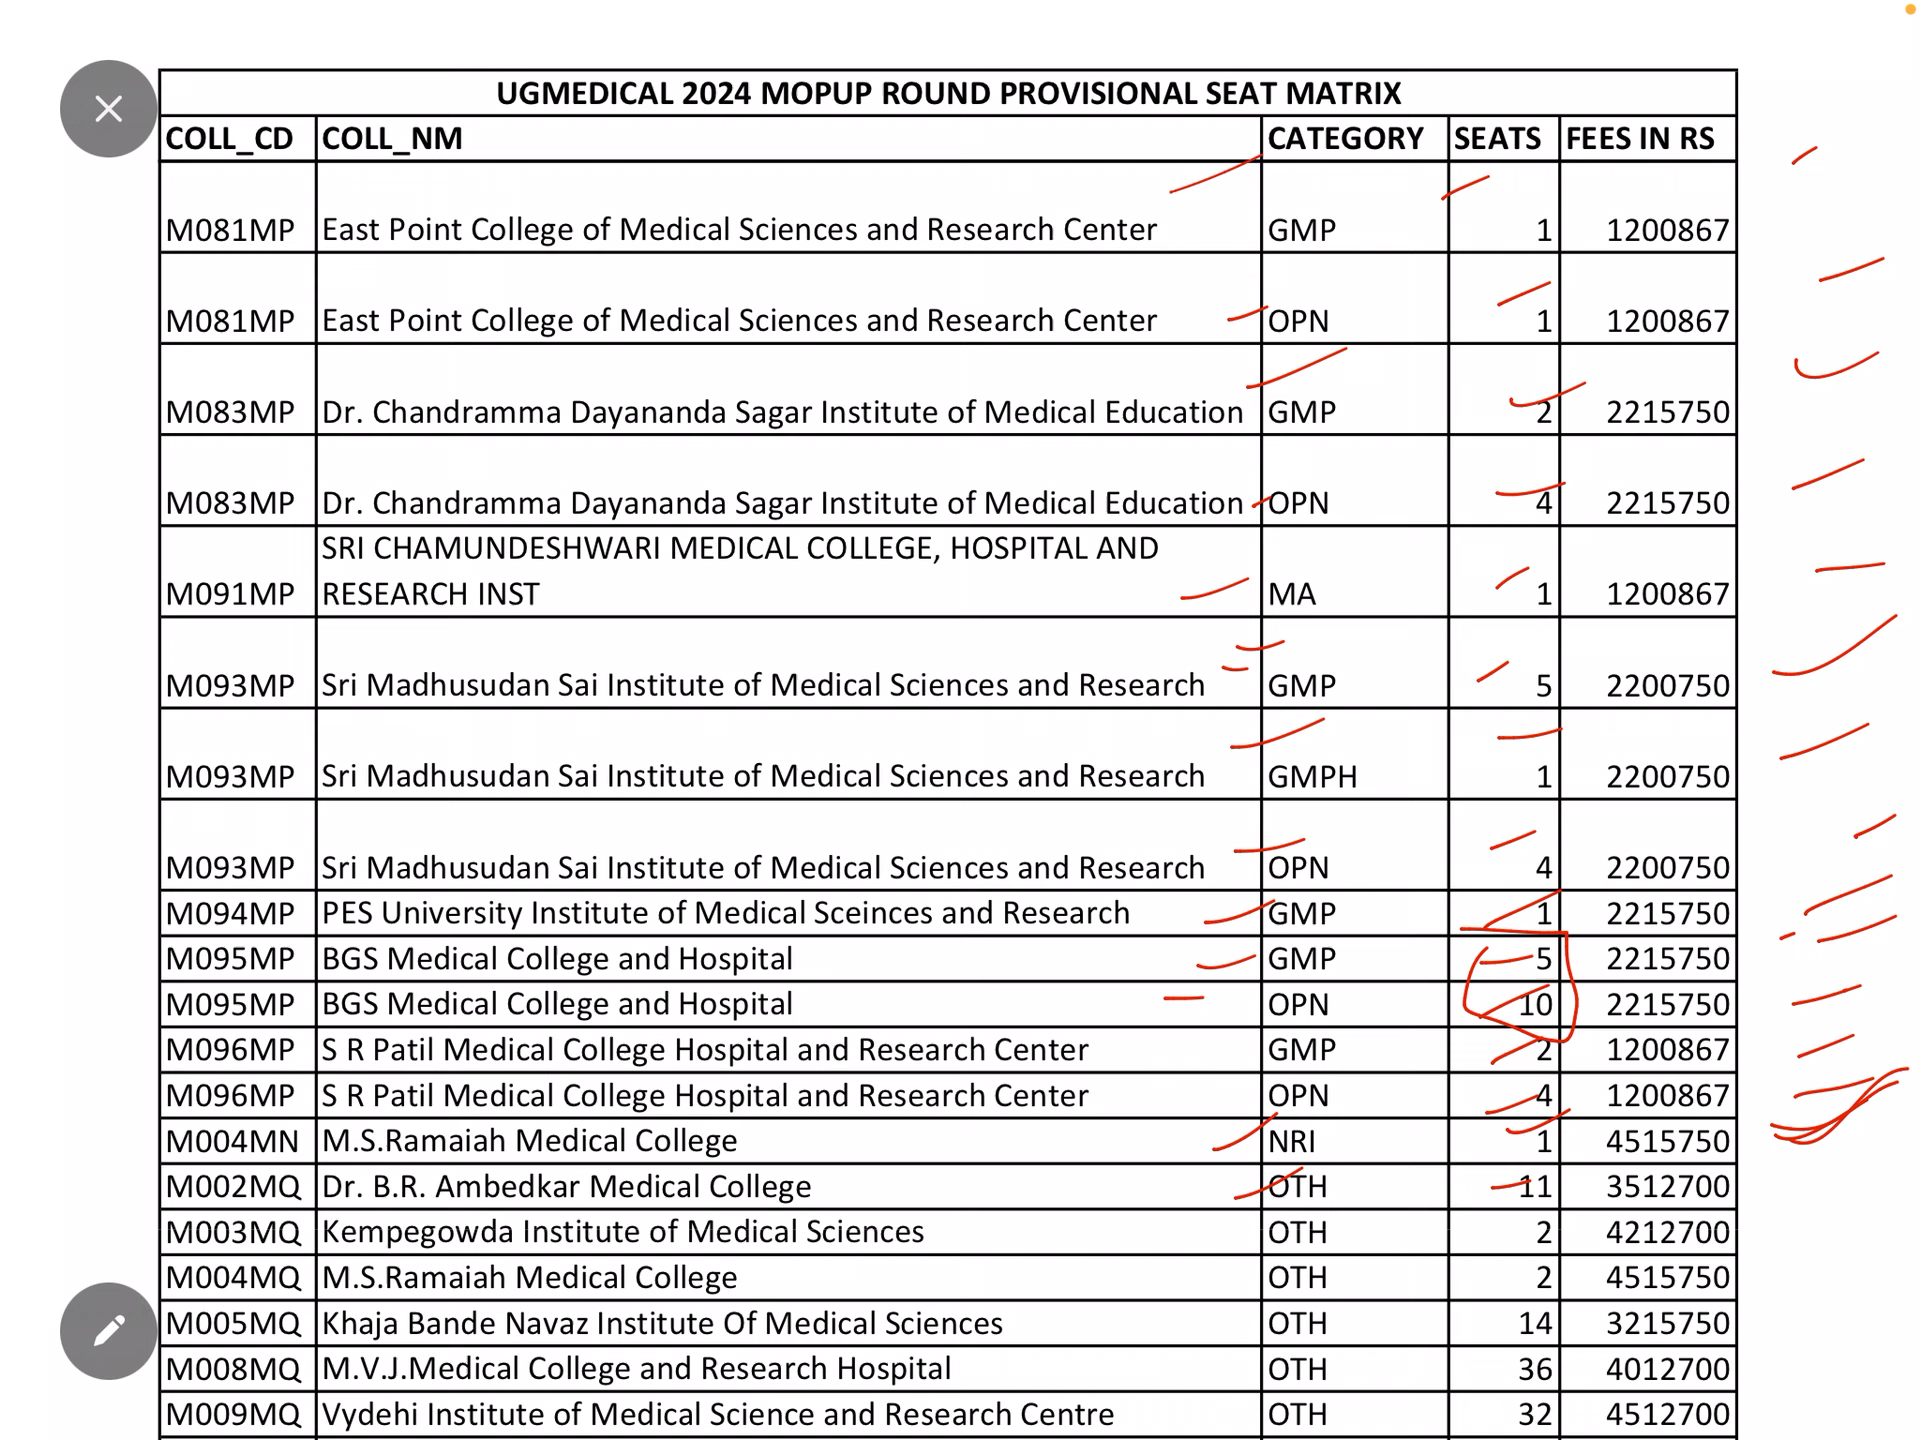 UGMEDICAL 2024 MOPUP ROUND PROVISIONAL SEAT MATRIX
COLL_CD COLL_NM CATEGORY SEATS FEES IN RS
M081MP East Point College of Medical Sciences and Research Center GMP 1 1200867
M081MP East Point College of Medical Sciences and Research Center OPN 1 1200867
M083MP Dr. Chandramma Dayananda Sagar Institute of Medical Education GMP 2 2215750
M083MP Dr. Chandramma Dayananda Sagar Institute of Medical Education OPN 4 2215750
SRI CHAMUNDESHWARI MEDICAL COLLEGE, HOSPITAL AND
M091MP RESEARCH INST MA 1 1200867
M093MP Sri Madhusudan Sai Institute of Medical Sciences and Research GMP 5 2200750
M093MP Sri Madhusudan Sai Institute of Medical Sciences and Research GMPH 1 2200750
M093MP Sri Madhusudan Sai Institute of Medical Sciences and Research OPN 4 2200750
M094MP PES University Institute of Medical Sceinces and Research GMP 1 2215750
M095MP BGS Medical College and Hospital GMP 5 2215750
M095MP BGS Medical College and Hospital OPN 10 2215750
M096MP S R Patil Medical College Hospital and Research Center GMP 2 1200867
M096MP S R Patil Medical College Hospital and Research Center OPN 4 1200867
M004MN M.S.Ramaiah Medical College NRI 1 4515750
M002MQ Dr. B.R. Ambedkar Medical College OTH 11 3512700
M003MQ Kempegowda Institute of Medical Sciences OTH 2 4212700
M004MQ M.S.Ramaiah Medical College OTH 2 4515750
M005MQ Khaja Bande Navaz Institute Of Medical Sciences OTH 14 3215750
M008MQ M.V.J.Medical College and Research Hospital OTH 36 4012700
M009MQ Vydehi Institute of Medical Science and Research Centre OTH 32 4512700